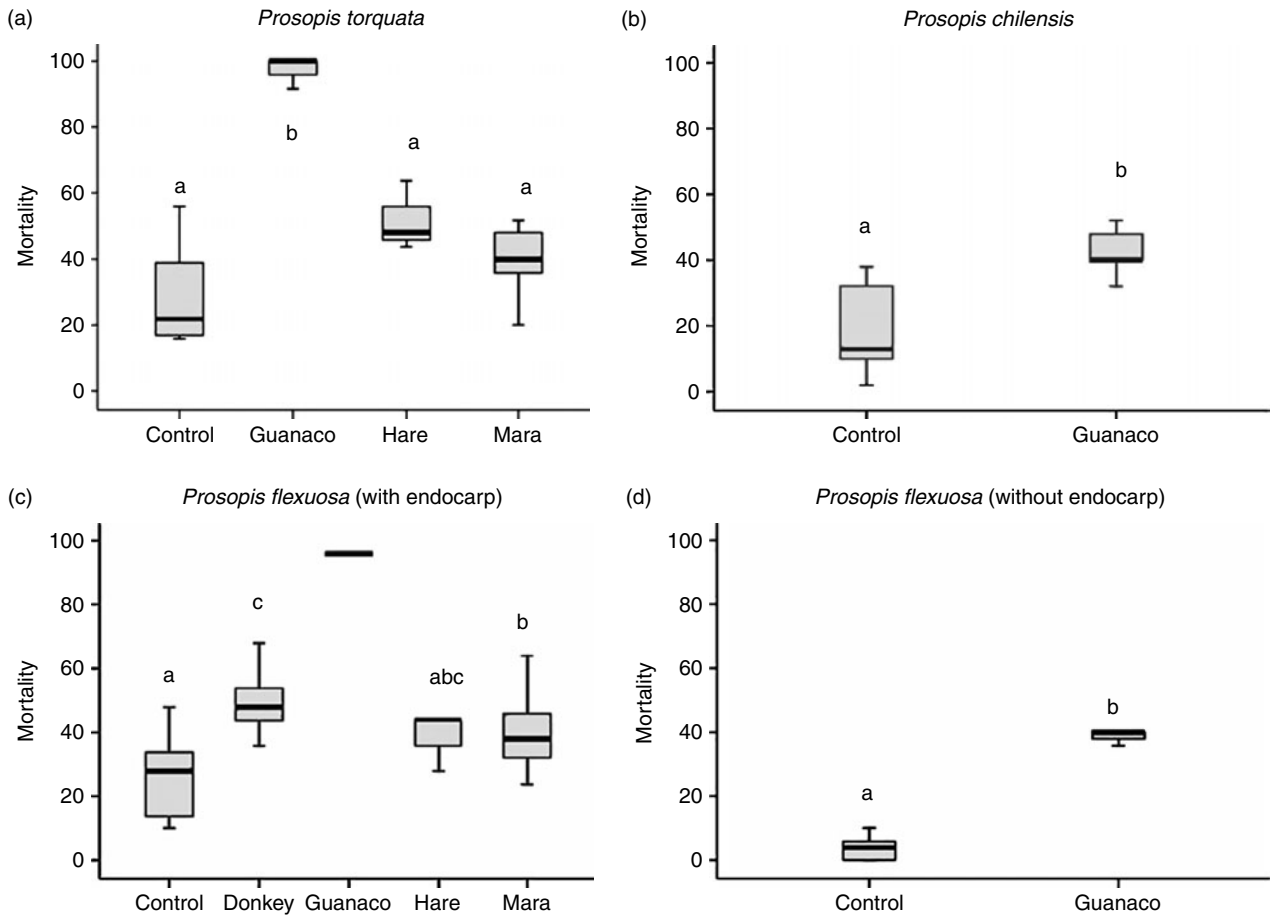 (a)
Prosopis torquata
100
80
60
40
20
0
Mortality
a
b
a
a
Control Guanaco Hare Mara
(b)
Prosopis chilensis
100
80
60
40
20
0
Mortality
a
b
Control Guanaco
(c)
Prosopis flexuosa (with endocarp)
100
80
60
40
20
0
Mortality
a
c
abc
b
Control Donkey Guanaco Hare Mara
(d)
Prosopis flexuosa (without endocarp)
100
80
60
40
20
0
Mortality
a
b
Control Guanaco